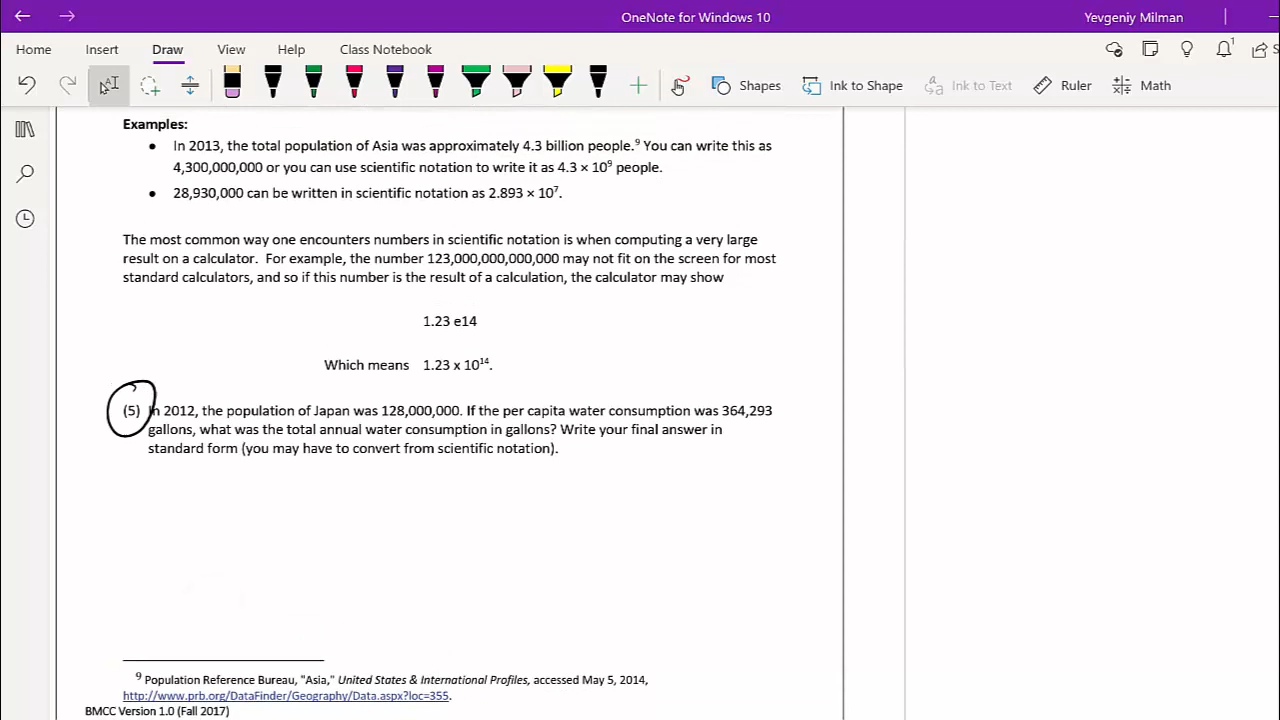 OneNote for Windows 10
Yevgeniy Milman
Home Insert Draw View Help Class Notebook
Shapes Ink to Shape Ink to Text Ruler Math
Examples:
• In 2013, the total population of Asia was approximately 4.3 billion people.⁹ You can write this as
4,300,000,000 or you can use scientific notation to write it as 4.3 × 10⁹ people.
• 28,930,000 can be written in scientific notation as 2.893 × 10⁷.
The most common way one encounters numbers in scientific notation is when computing a very large
result on a calculator. For example, the number 123,000,000,000,000 may not fit on the screen for most
standard calculators, and so if this number is the result of a calculation, the calculator may show
1.23 e14
Which means 1.23 x 10¹⁴.
(5) In 2012, the population of Japan was 128,000,000. If the per capita water consumption was 364,293
gallons, what was the total annual water consumption in gallons? Write your final answer in
standard form (you may have to convert from scientific notation).
⁹ Population Reference Bureau, "Asia," United States & International Profiles, accessed May 5, 2014,
http://www.prb.org/DataFinder/Geography/Data.aspx?loc=355.
BMCC Version 1.0 (Fall 2017)